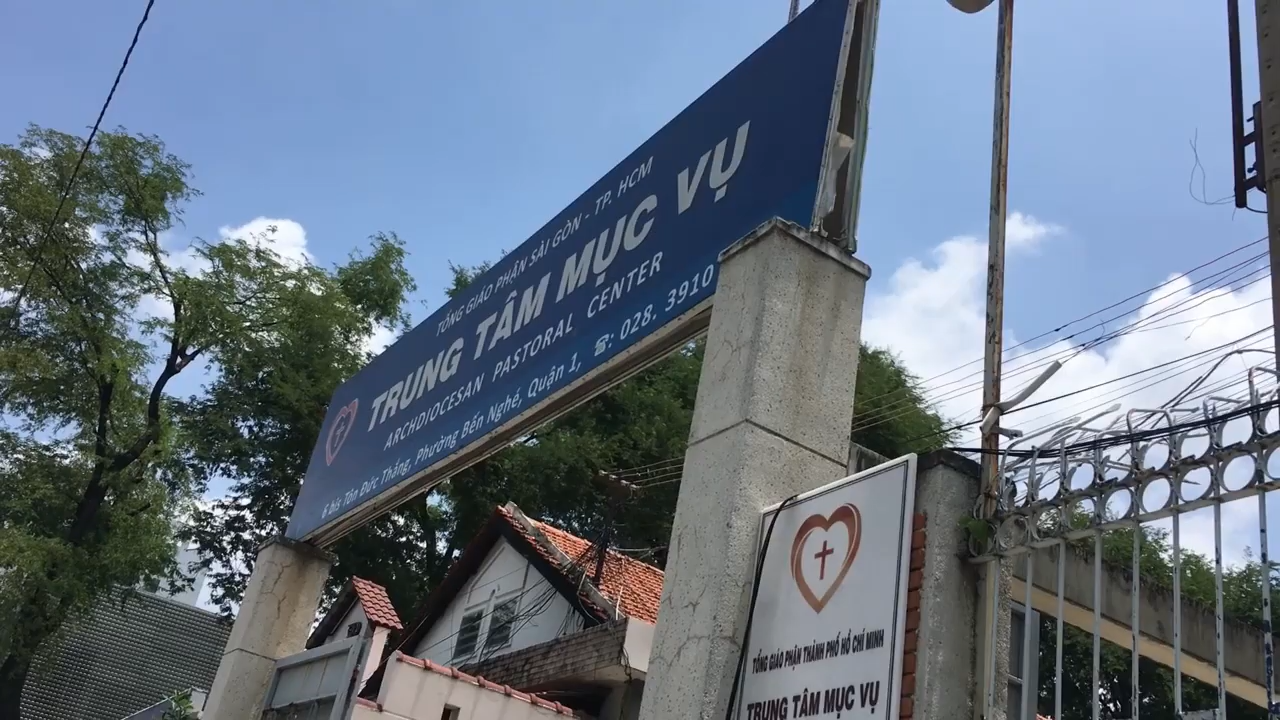 TỔNG GIÁO PHẬN SÀI GÒN - TP. HCM
TRUNG TÂM MỤC VỤ
ARCHDIOCESAN PASTORAL CENTER
6 bis Tôn Đức Thắng, Phường Bến Nghé, Quận 1, ☎: 028. 3910
TỔNG GIÁO PHẬN THÀNH PHỐ HỒ CHÍ MINH
TRUNG TÂM MỤC VỤ